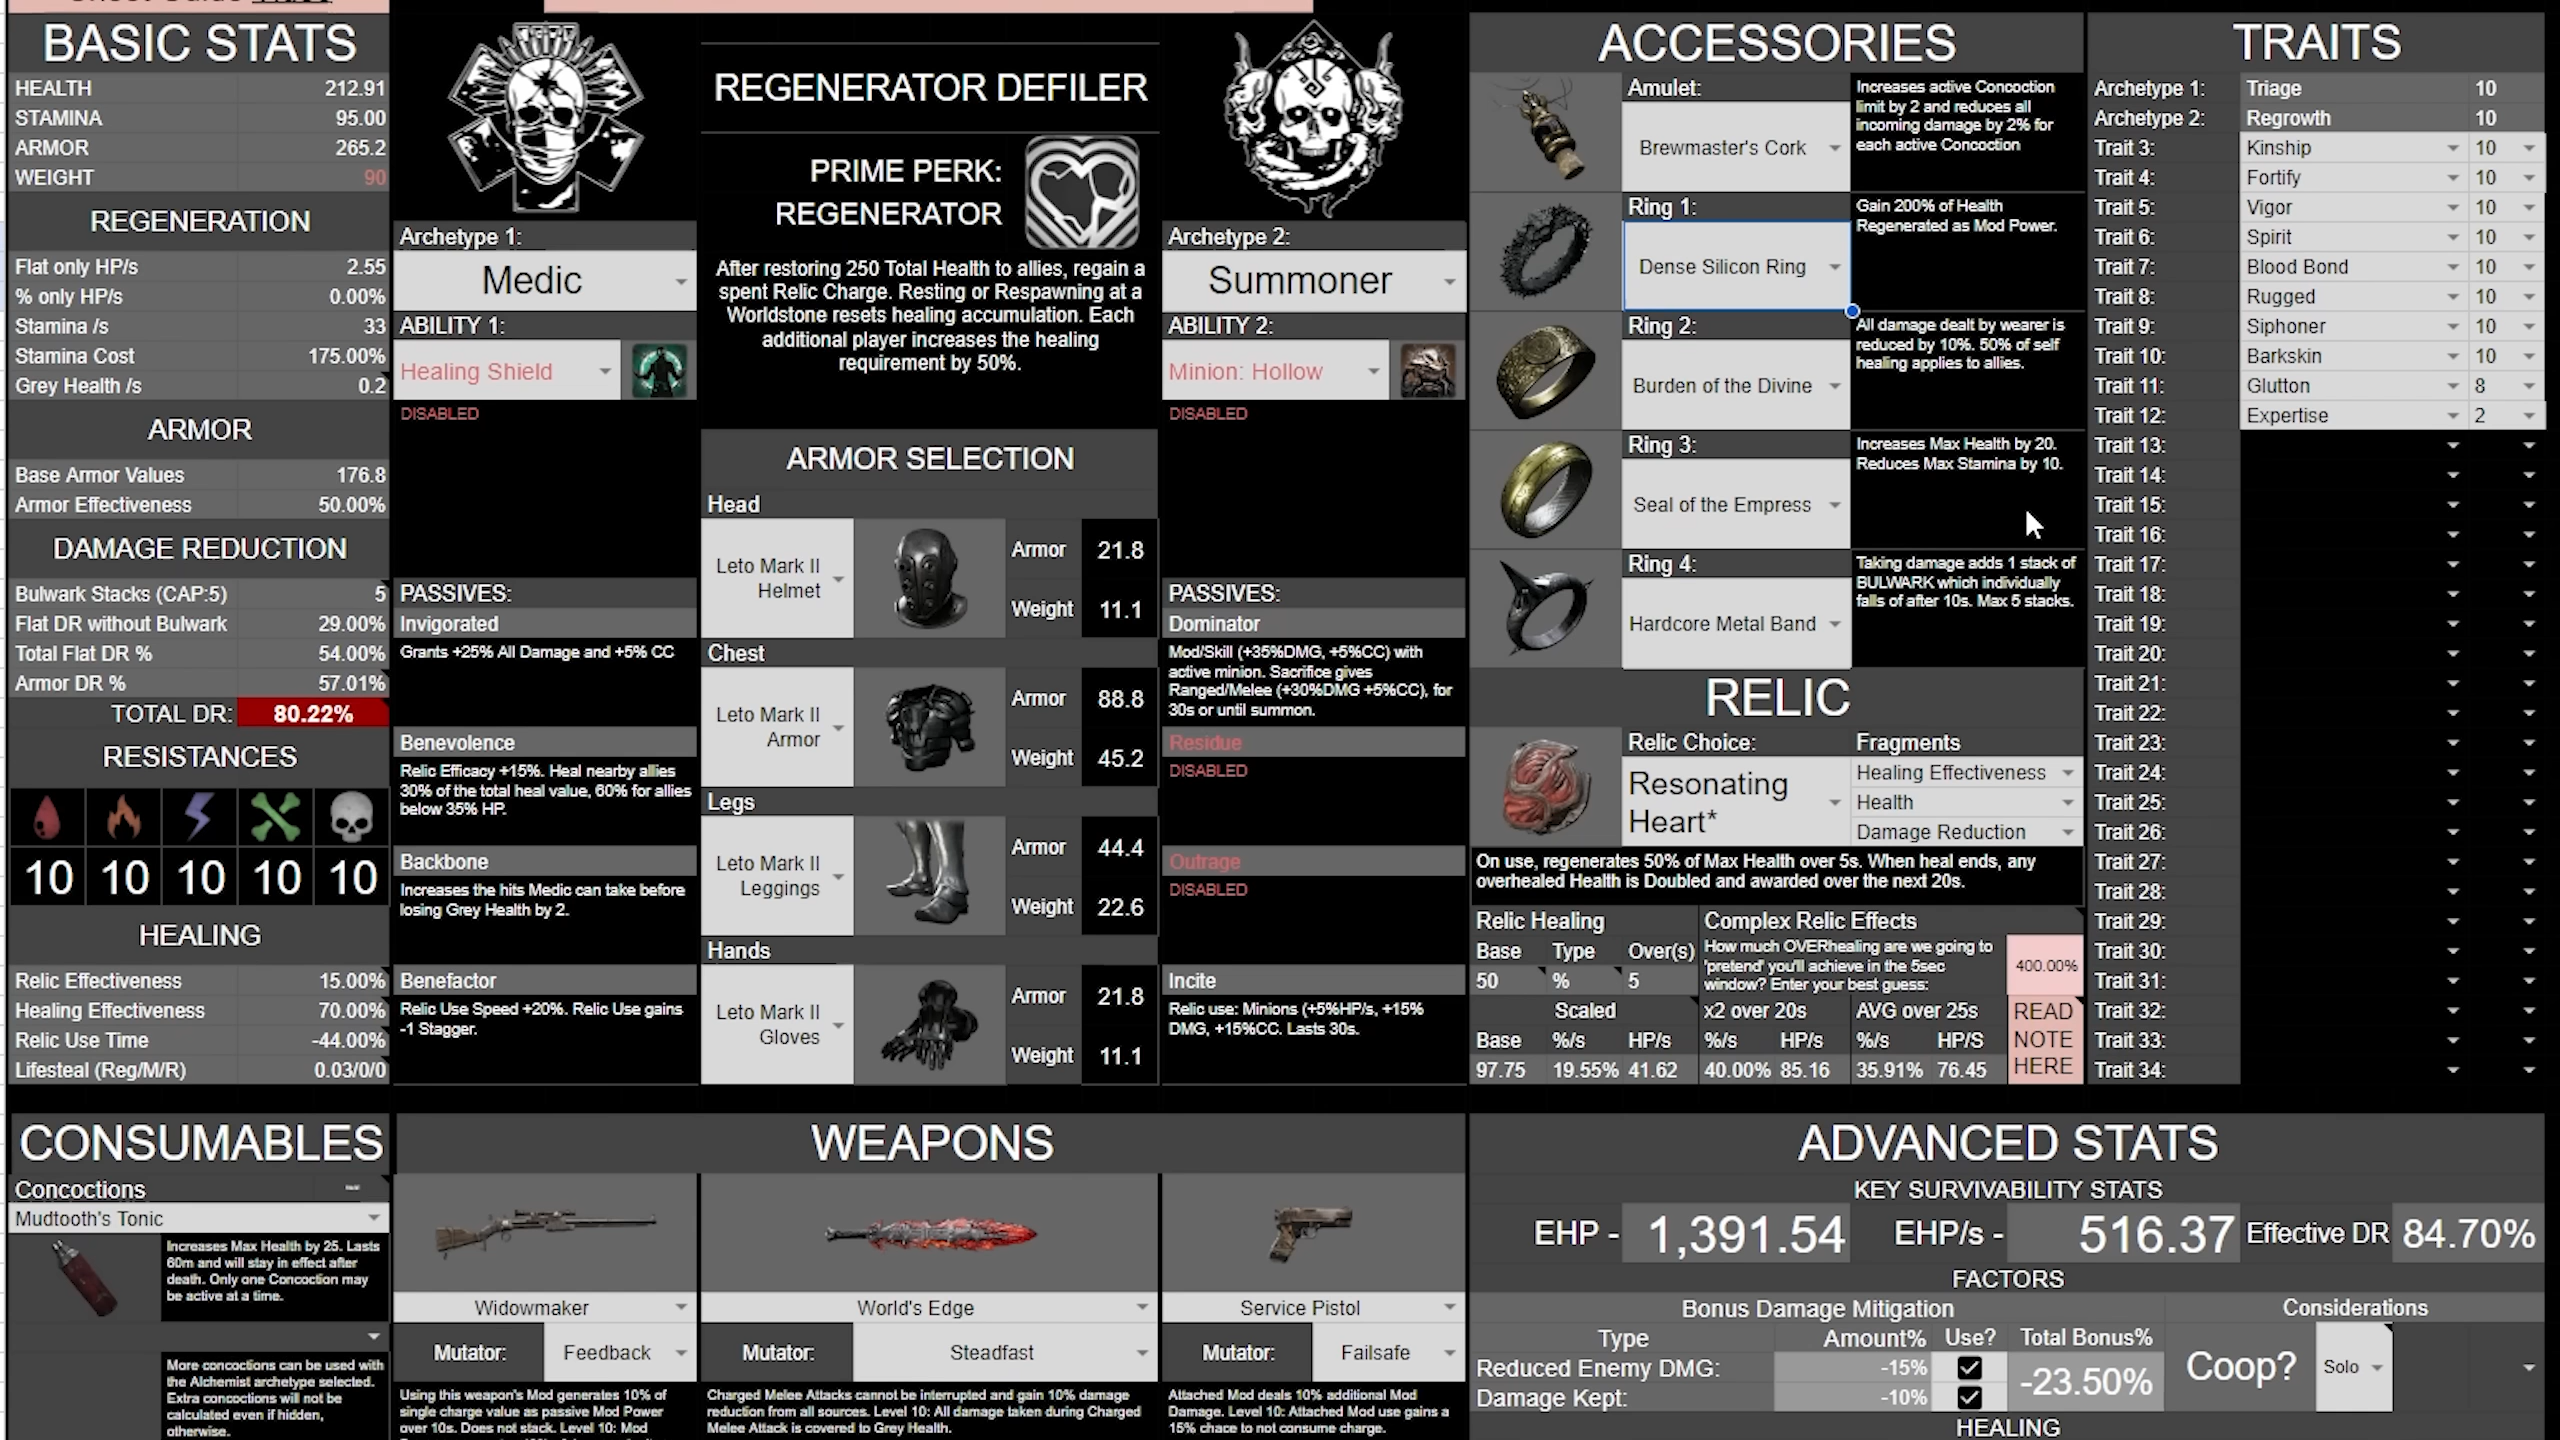 BASIC STATS
HEALTH 212.91
STAMINA 95.00
ARMOR 265.2
WEIGHT 90
REGENERATION
Flat only HP/s 2.55
% only HP/s 0.00%
Stamina /s 33
Stamina Cost 175.00%
Grey Health /s 0.2
ARMOR
Base Armor Values 176.8
Armor Effectiveness 50.00%
DAMAGE REDUCTION
Bulwark Stacks (CAP:5) 5
Flat DR without Bulwark 29.00%
Total Flat DR % 54.00%
Armor DR % 57.01%
TOTAL DR: 80.22%
RESISTANCES
10 10 10 10 10
HEALING
Relic Effectiveness 15.00%
Healing Effectiveness 70.00%
Relic Use Time -44.00%
Lifesteal (Reg/M/R) 0.03/0/0
Archetype 1:
Medic
ABILITY 1:
Healing Shield
DISABLED
PASSIVES:
Invigorated
Grants +25% All Damage and +5% CC
Benevolence
Relic Efficacy +15%. Heal nearby allies
30% of the total heal value, 60% for allies
below 35% HP.
Backbone
Increases the hits Medic can take before
losing Grey Health by 2.
Benefactor
Relic Use Speed +20%. Relic Use gains
-1 Stagger.
REGENERATOR DEFILER
PRIME PERK:
REGENERATOR
After restoring 250 Total Health to allies, regain a
spent Relic Charge. Resting or Respawning at a
Worldstone resets healing accumulation. Each
additional player increases the healing
requirement by 50%.
ARMOR SELECTION
Head
Leto Mark II
Helmet
Armor 21.8
Weight 11.1
Chest
Leto Mark II
Armor
Armor 88.8
Weight 45.2
Legs
Leto Mark II
Leggings
Armor 44.4
Weight 22.6
Hands
Leto Mark II
Gloves
Armor 21.8
Weight 11.1
Archetype 2:
Summoner
ABILITY 2:
Minion: Hollow
DISABLED
PASSIVES:
Dominator
Mod/Skill (+35%DMG, +5%CC) with
active minion. Sacrifice gives
Ranged/Melee (+30%DMG +5%CC), for
30s or until summon.
Residue
DISABLED
Outrage
DISABLED
Incite
Relic use: Minions (+5%HP/s, +15%
DMG, +15%CC. Lasts 30s.
ACCESSORIES
Amulet:
Brewmaster's Cork
Increases active Concoction
limit by 2 and reduces all
incoming damage by 2% for
each active Concoction
Ring 1:
Dense Silicon Ring
Gain 200% of Health
Regenerated as Mod Power.
Ring 2:
Burden of the Divine
All damage dealt by wearer is
reduced by 10%. 50% of self
healing applies to allies.
Ring 3:
Seal of the Empress
Increases Max Health by 20.
Reduces Max Stamina by 10.
Ring 4:
Hardcore Metal Band
Taking damage adds 1 stack of
BULWARK which individually
falls of after 10s. Max 5 stacks.
RELIC
Relic Choice:
Resonating
Heart*
Fragments
Healing Effectiveness
Health
Damage Reduction
On use, regenerates 50% of Max Health over 5s. When heal ends, any
overhealed Health is Doubled and awarded over the next 20s.
Relic Healing
Base Type Over(s)
50 % 5
Scaled
Base %/s HP/s
97.75 19.55% 41.62
Complex Relic Effects
How much OVERhealing are we going to
'pretend' you'll achieve in the 5sec
window? Enter your best guess:
400.00%
x2 over 20s AVG over 25s
%/s HP/s %/s HP/S
40.00% 85.16 35.91% 76.45
READ
NOTE
HERE
TRAITS
Archetype 1: Triage 10
Archetype 2: Regrowth 10
Trait 3: Kinship 10
Trait 4: Fortify 10
Trait 5: Vigor 10
Trait 6: Spirit 10
Trait 7: Blood Bond 10
Trait 8: Rugged 10
Trait 9: Siphoner 10
Trait 10: Barkskin 10
Trait 11: Glutton 8
Trait 12: Expertise 2
Trait 13:
Trait 14:
Trait 15:
Trait 16:
Trait 17:
Trait 18:
Trait 19:
Trait 20:
Trait 21:
Trait 22:
Trait 23:
Trait 24:
Trait 25:
Trait 26:
Trait 27:
Trait 28:
Trait 29:
Trait 30:
Trait 31:
Trait 32:
Trait 33:
Trait 34:
CONSUMABLES
Concoctions
Mudtooth's Tonic
Increases Max Health by 25. Lasts
60m and will stay in effect after
death. Only one Concoction may
be active at a time.
More concoctions can be used with
the Alchemist archetype selected.
Extra concoctions will not be
calculated even if hidden,
otherwise.
WEAPONS
Widowmaker
Mutator: Feedback
Using this weapon's Mod generates 10% of
single charge value as passive Mod Power
over 10s. Does not stack. Level 10: Mod
World's Edge
Mutator: Steadfast
Charged Melee Attacks cannot be interrupted and gain 10% damage
reduction from all sources. Level 10: All damage taken during Charged
Melee Attack is coverted to Grey Health.
Service Pistol
Mutator: Failsafe
Attached Mod deals 10% additional Mod
Damage. Level 10: Attached Mod use gains a
15% chace to not consume charge.
ADVANCED STATS
KEY SURVIVABILITY STATS
EHP - 1,391.54 EHP/s - 516.37 Effective DR 84.70%
FACTORS
Bonus Damage Mitigation
Type Amount% Use? Total Bonus%
Reduced Enemy DMG: -15%
Damage Kept: -10%
-23.50%
Considerations
Coop? Solo
HEALING